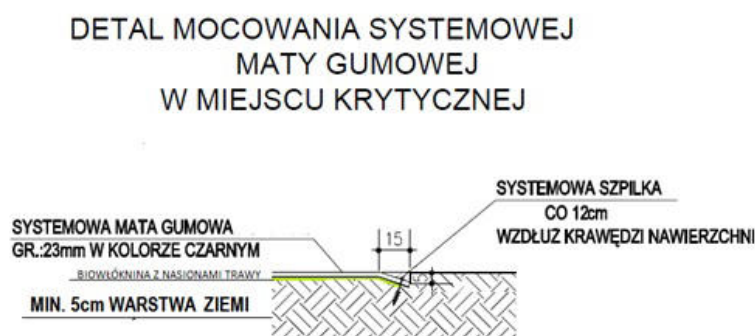 DETAL MOCOWANIA SYSTEMOWEJ
MATY GUMOWEJ
W MIEJSCU KRYTYCZNEJ
SYSTEMOWA SZPILKA
CO 12cm
WZDŁUZ KRAWĘDZI NAWIERZCHNI
15
5
SYSTEMOWA MATA GUMOWA
GR.:23mm W KOLORZE CZARNYM
BIOWŁÓKNINA Z NASIONAMI TRAWY
MIN. 5cm WARSTWA ZIEMI